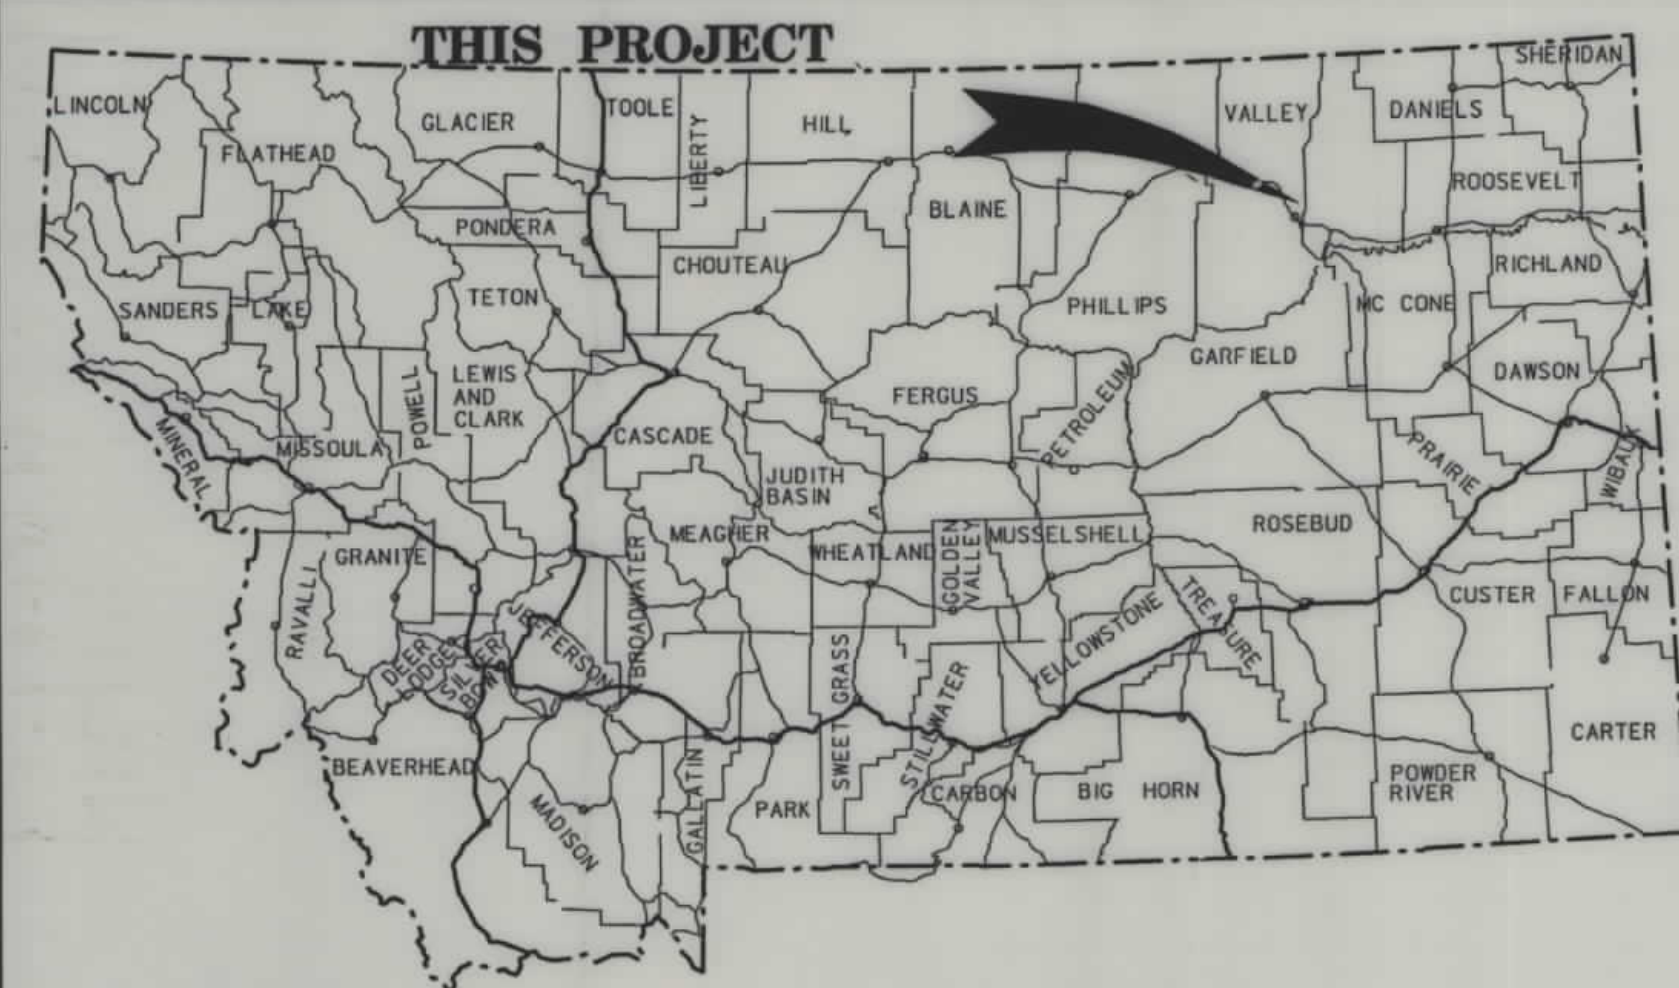 THIS PROJECT
SHERIDAN
LINCOLN
GLACIER
TOOLE
LIBERTY
HILL
VALLEY
DANIELS
FLATHEAD
ROOSEVELT
PONDERA
BLAINE
CHOUTEAU
RICHLAND
SANDERS
LAKE
TETON
PHILLIPS
MC CONE
GARFIELD
DAWSON
POWELL
LEWIS
AND
CLARK
FERGUS
PETROLEUM
MINERAL
MISSOULA
CASCADE
PRAIRIE
WIBAUX
JUDITH
BASIN
MEAGHER
WHEATLAND
GOLDEN
VALLEY
MUSSELSHELL
ROSEBUD
GRANITE
RAVALLI
BROADWATER
JEFFERSON
DEER
LODGE
SILVER
BOW
YELLOWSTONE
TREASURE
CUSTER
FALLON
SWEET GRASS
STILLWATER
CARTER
BEAVERHEAD
MADISON
GALLATIN
PARK
CARBON
BIG HORN
POWDER
RIVER